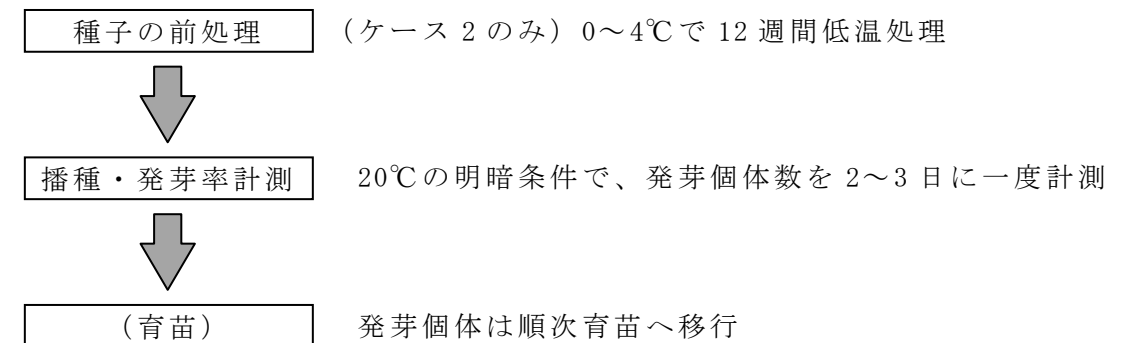 種子の前処理 （ケース 2 のみ）0～4℃で 12 週間低温処理
播種・発芽率計測 20℃の明暗条件で、発芽個体数を 2～3 日に一度計測
（育苗） 発芽個体は順次育苗へ移行